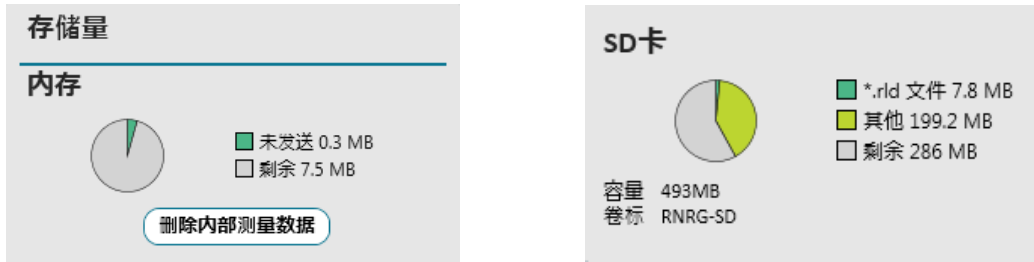 存储量
内存
未发送 0.3 MB
剩余 7.5 MB
删除内部测量数据
SD卡
*.rld 文件 7.8 MB
其他 199.2 MB
剩余 286 MB
容量 493MB
卷标 RNRG-SD